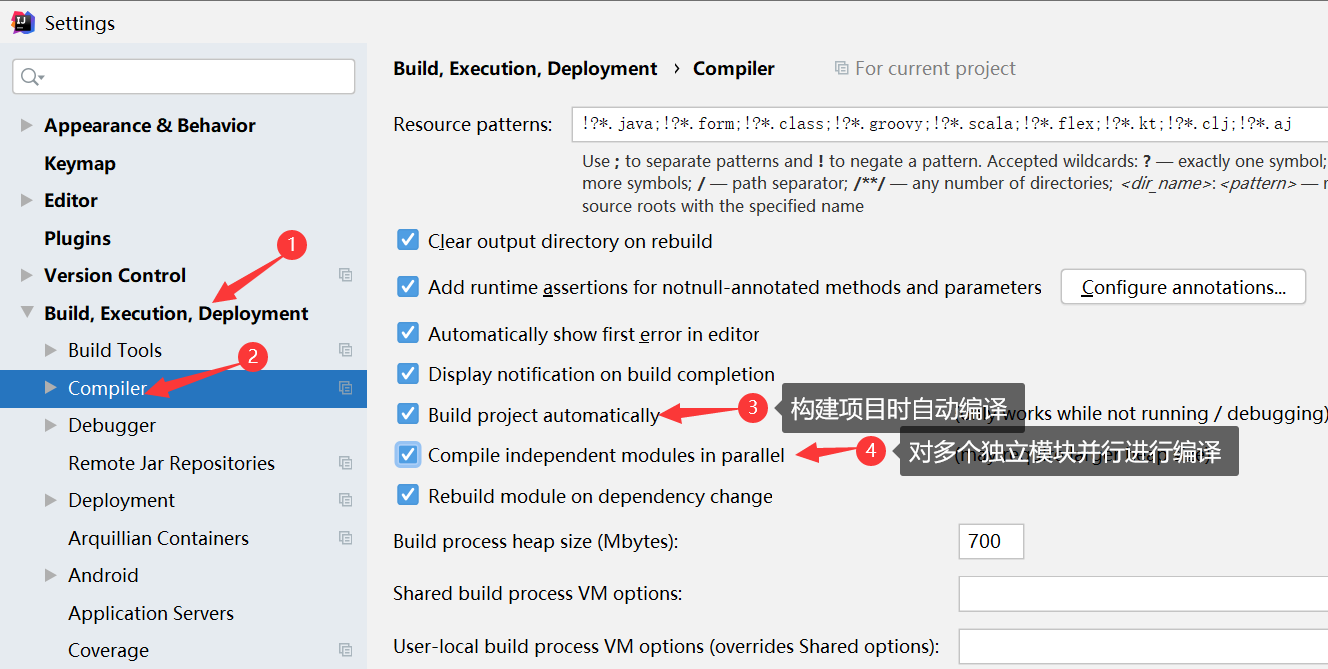 Settings
Appearance & Behavior
Keymap
Editor
Plugins
Version Control
Build, Execution, Deployment
Build Tools
Compiler
Debugger
Remote Jar Repositories
Deployment
Arquillian Containers
Android
Application Servers
Coverage
1
2
Build, Execution, Deployment › Compiler
For current project
Resource patterns: !?*.java;!?*.form;!?*.class;!?*.groovy;!?*.scala;!?*.flex;!?*.kt;!?*.clj;!?*.aj
Use ; to separate patterns and ! to negate a pattern. Accepted wildcards: ? — exactly one symbol;
more symbols; / — path separator; /**/ — any number of directories; <dir_name>:<pattern> —
source roots with the specified name
Clear output directory on rebuild
Add runtime assertions for notnull-annotated methods and parameters Configure annotations...
Automatically show first error in editor
Display notification on build completion
Build project automatically 3 构建项目时自动编译 works while not running / debugging)
Compile independent modules in parallel 4 对多个独立模块并行进行编译
Rebuild module on dependency change
Build process heap size (Mbytes): 700
Shared build process VM options:
User-local build process VM options (overrides Shared options):